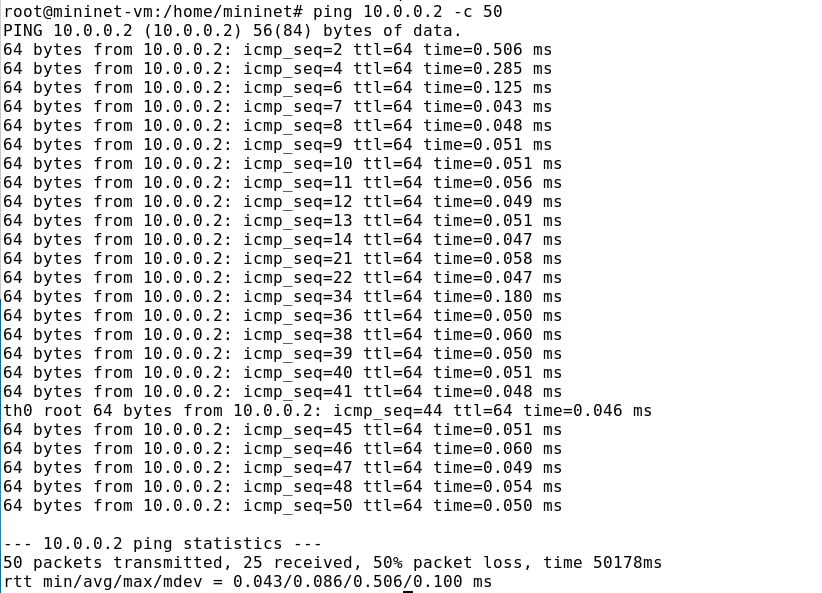 root@mininet-vm:/home/mininet# ping 10.0.0.2 -c 50
PING 10.0.0.2 (10.0.0.2) 56(84) bytes of data.
64 bytes from 10.0.0.2: icmp_seq=2 ttl=64 time=0.506 ms
64 bytes from 10.0.0.2: icmp_seq=4 ttl=64 time=0.285 ms
64 bytes from 10.0.0.2: icmp_seq=6 ttl=64 time=0.125 ms
64 bytes from 10.0.0.2: icmp_seq=7 ttl=64 time=0.043 ms
64 bytes from 10.0.0.2: icmp_seq=8 ttl=64 time=0.048 ms
64 bytes from 10.0.0.2: icmp_seq=9 ttl=64 time=0.051 ms
64 bytes from 10.0.0.2: icmp_seq=10 ttl=64 time=0.051 ms
64 bytes from 10.0.0.2: icmp_seq=11 ttl=64 time=0.056 ms
64 bytes from 10.0.0.2: icmp_seq=12 ttl=64 time=0.049 ms
64 bytes from 10.0.0.2: icmp_seq=13 ttl=64 time=0.051 ms
64 bytes from 10.0.0.2: icmp_seq=14 ttl=64 time=0.047 ms
64 bytes from 10.0.0.2: icmp_seq=21 ttl=64 time=0.058 ms
64 bytes from 10.0.0.2: icmp_seq=22 ttl=64 time=0.047 ms
64 bytes from 10.0.0.2: icmp_seq=34 ttl=64 time=0.180 ms
64 bytes from 10.0.0.2: icmp_seq=36 ttl=64 time=0.050 ms
64 bytes from 10.0.0.2: icmp_seq=38 ttl=64 time=0.060 ms
64 bytes from 10.0.0.2: icmp_seq=39 ttl=64 time=0.050 ms
64 bytes from 10.0.0.2: icmp_seq=40 ttl=64 time=0.051 ms
64 bytes from 10.0.0.2: icmp_seq=41 ttl=64 time=0.048 ms
th0 root 64 bytes from 10.0.0.2: icmp_seq=44 ttl=64 time=0.046 ms
64 bytes from 10.0.0.2: icmp_seq=45 ttl=64 time=0.051 ms
64 bytes from 10.0.0.2: icmp_seq=46 ttl=64 time=0.060 ms
64 bytes from 10.0.0.2: icmp_seq=47 ttl=64 time=0.049 ms
64 bytes from 10.0.0.2: icmp_seq=48 ttl=64 time=0.054 ms
64 bytes from 10.0.0.2: icmp_seq=50 ttl=64 time=0.050 ms
--- 10.0.0.2 ping statistics ---
50 packets transmitted, 25 received, 50% packet loss, time 50178ms
rtt min/avg/max/mdev = 0.043/0.086/0.506/0.100 ms